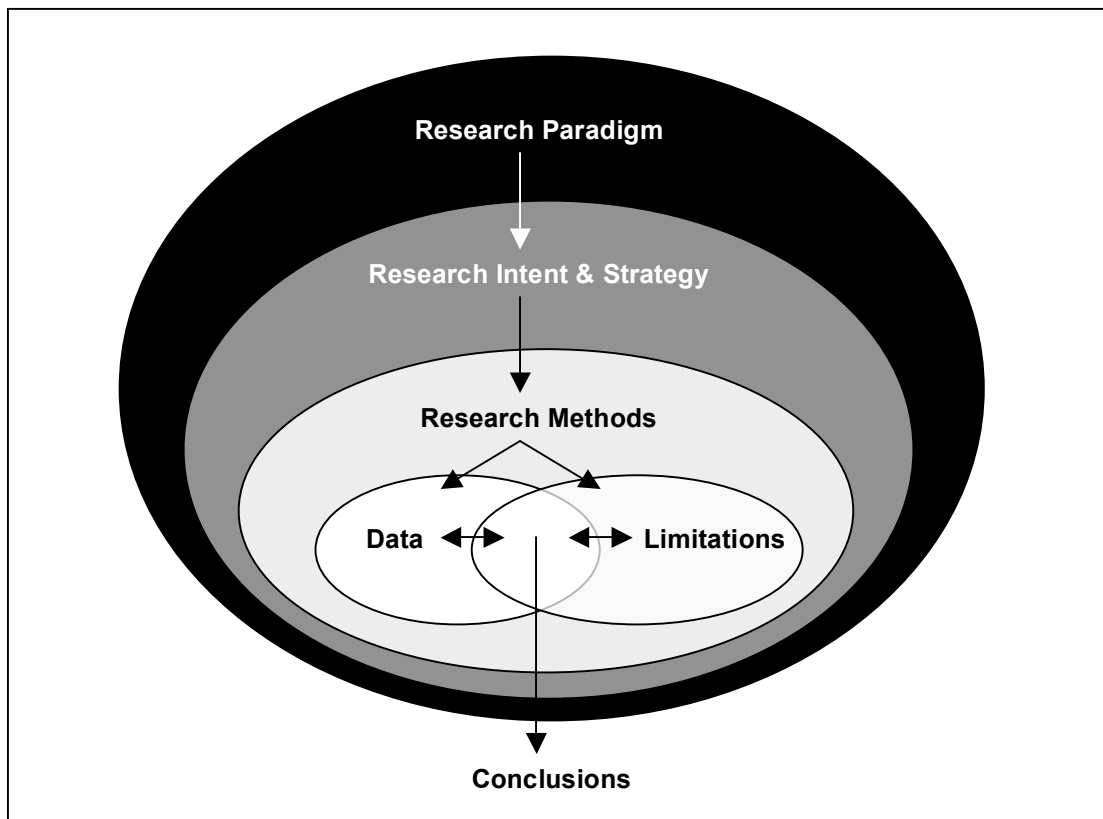 Research Paradigm
Research Intent & Strategy
Research Methods
Data
Limitations
Conclusions